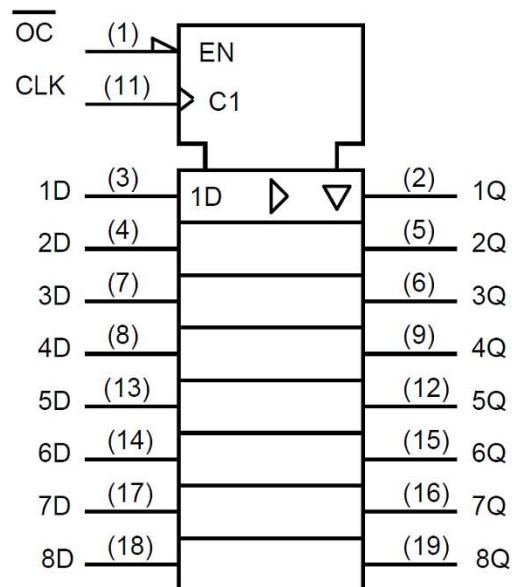 OC (1) EN
CLK (11) C1
1D (3) 1D (2) 1Q
2D (4) (5) 2Q
3D (7) (6) 3Q
4D (8) (9) 4Q
5D (13) (12) 5Q
6D (14) (15) 6Q
7D (17) (16) 7Q
8D (18) (19) 8Q